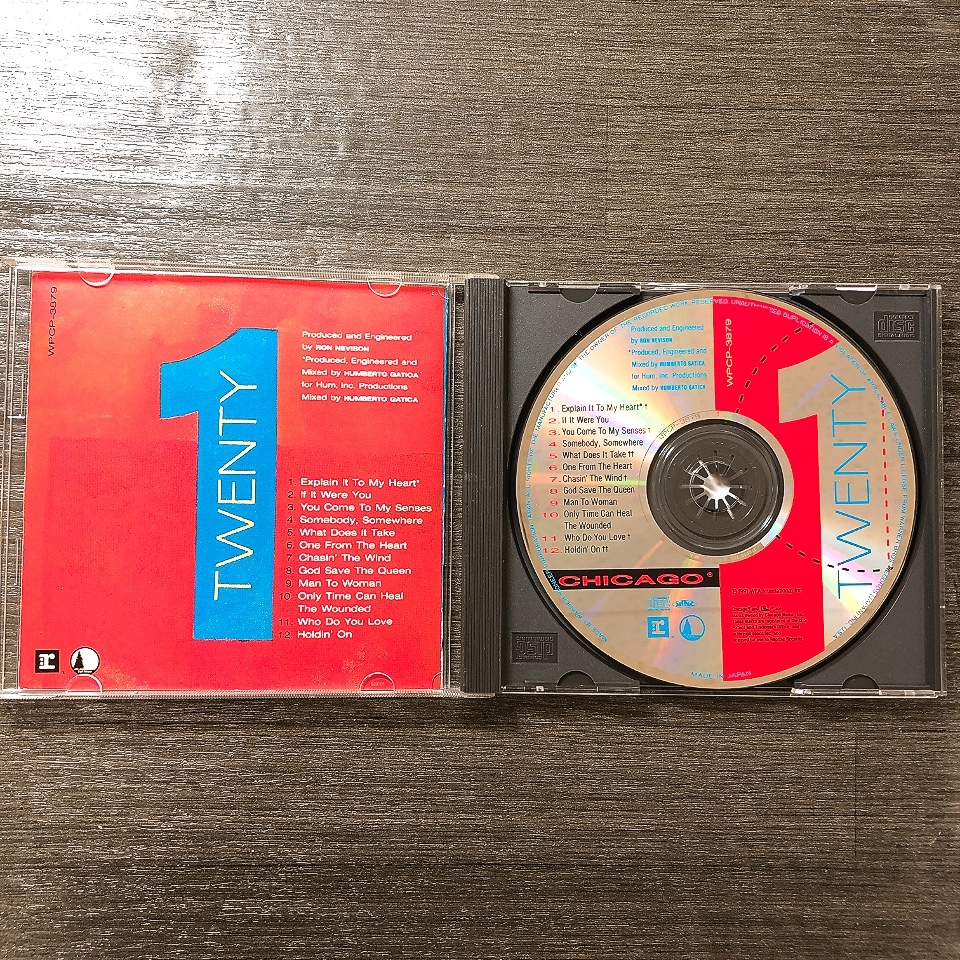 WPCP-3879
TWENTY
1
Produced and Engineered
by RON NEVISON
*Produced, Engineered and
Mixed by HUMBERTO GATICA
for Hum, Inc. Productions
Mixed by HUMBERTO GATICA
1. Explain It To My Heart*
2. If It Were You
3. You Come To My Senses
4. Somebody, Somewhere
5. What Does It Take
6. One From The Heart
7. Chasin' The Wind
8. God Save The Queen
9. Man To Woman
10. Only Time Can Heal
The Wounded
11. Who Do You Love
12. Holdin' On
r
Produced and Engineered
by RON NEVISON
*Produced, Engineered and
Mixed by HUMBERTO GATICA
for Hum, Inc. Productions
Mixed by HUMBERTO GATICA
WPCP-3879
WPCP-3879
TWENTY
1
1. Explain It To My Heart* †
2. If It Were You
3. You Come To My Senses †
4. Somebody, Somewhere
5. What Does It Take ††
6. One From The Heart
7. Chasin' The Wind †
8. God Save The Queen
9. Man To Woman
10. Only Time Can Heal
The Wounded
11. Who Do You Love †
12. Holdin' On ††
CHICAGO®
r
MADE IN JAPAN
disc
disc